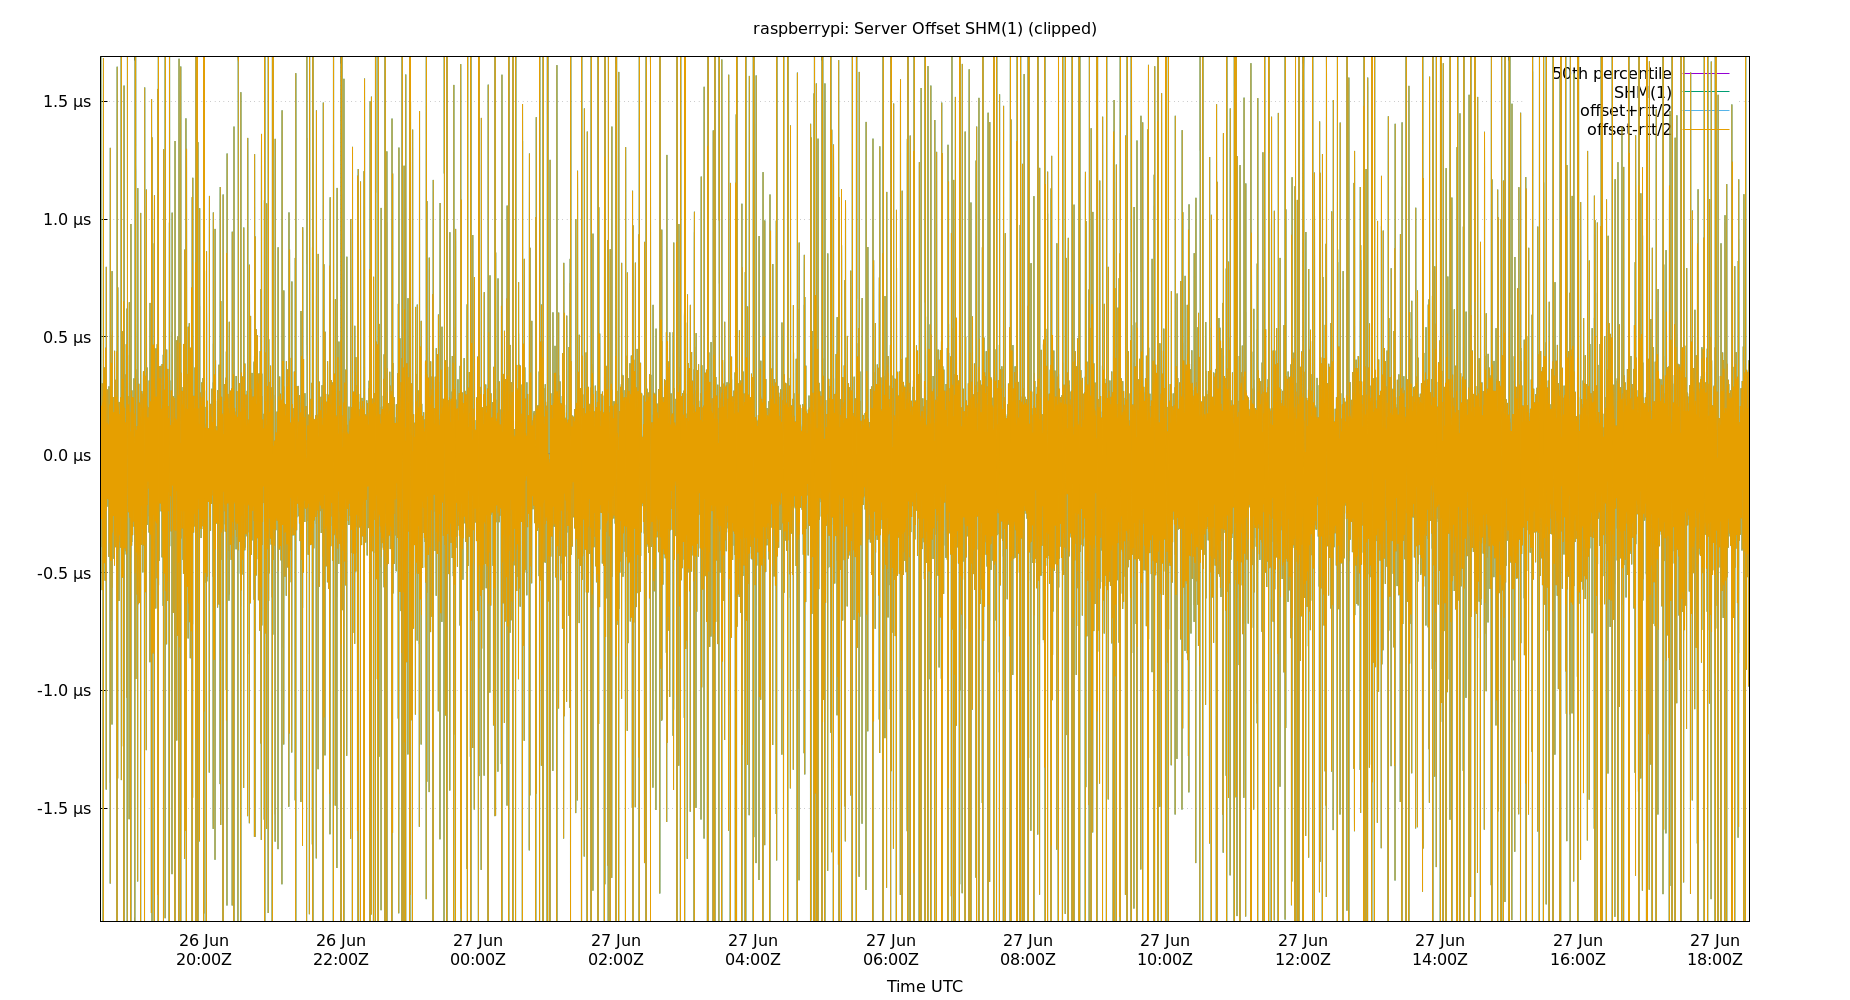 raspberrypi: Server Offset SHM(1) (clipped)
50th percentile
SHM(1)
offset+rtt/2
offset-rtt/2
1.5 µs
1.0 µs
0.5 µs
0.0 µs
-0.5 µs
-1.0 µs
-1.5 µs
26 Jun 26 Jun 27 Jun 27 Jun 27 Jun 27 Jun 27 Jun 27 Jun 27 Jun 27 Jun 27 Jun 27 Jun
20:00Z 22:00Z 00:00Z 02:00Z 04:00Z 06:00Z 08:00Z 10:00Z 12:00Z 14:00Z 16:00Z 18:00Z
Time UTC